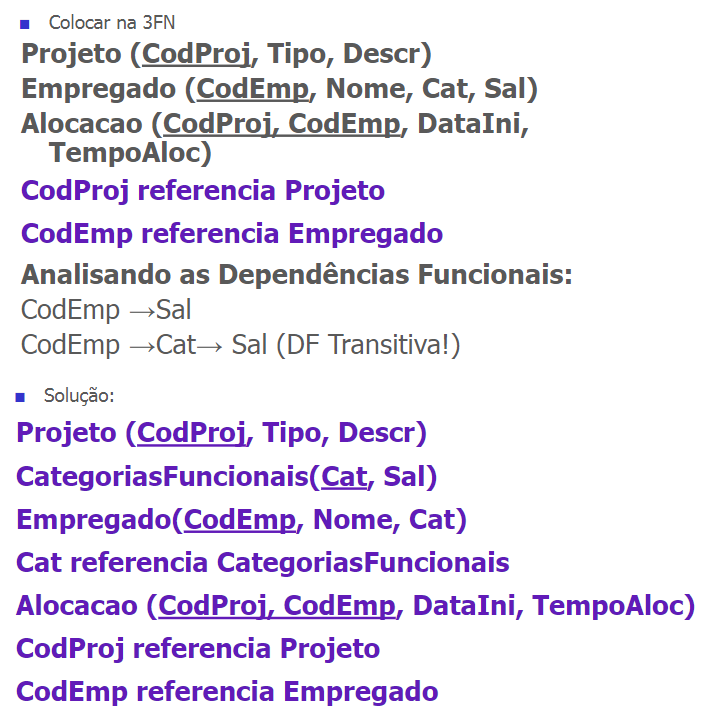 ■ Colocar na 3FN
Projeto (CodProj, Tipo, Descr)
Empregado (CodEmp, Nome, Cat, Sal)
Alocacao (CodProj, CodEmp, DataIni,
TempoAloc)
CodProj referencia Projeto
CodEmp referencia Empregado
Analisando as Dependências Funcionais:
CodEmp →Sal
CodEmp →Cat→ Sal (DF Transitiva!)
■ Solução:
Projeto (CodProj, Tipo, Descr)
CategoriasFuncionais(Cat, Sal)
Empregado(CodEmp, Nome, Cat)
Cat referencia CategoriasFuncionais
Alocacao (CodProj, CodEmp, DataIni, TempoAloc)
CodProj referencia Projeto
CodEmp referencia Empregado